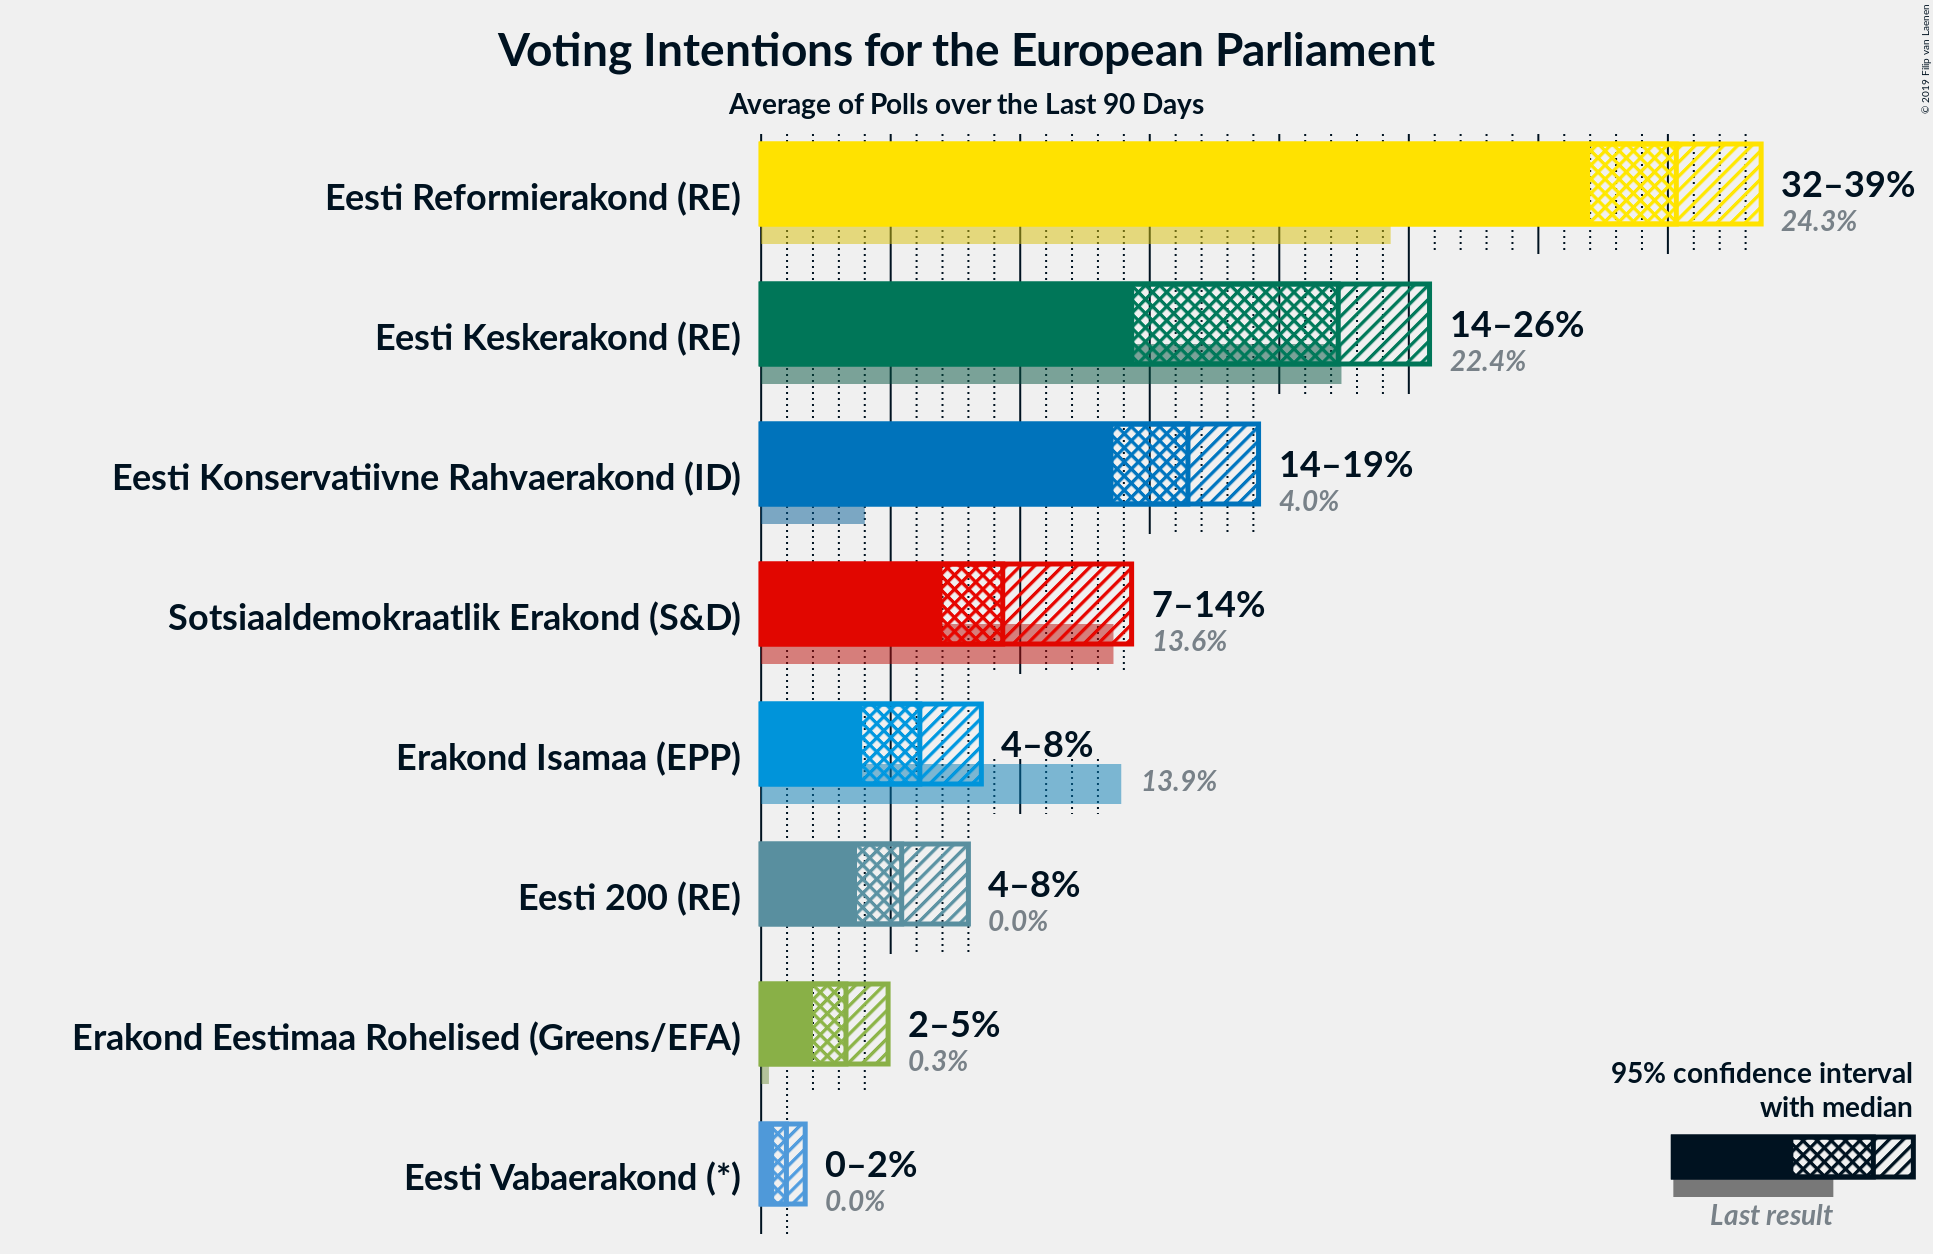 Voting Intentions for the European Parliament
Average of Polls over the Last 90 Days
© 2019 Filip van Laenen
Eesti Reformierakond (RE)
32–39%
24.3%
Eesti Keskerakond (RE)
14–26%
22.4%
Eesti Konservatiivne Rahvaerakond (ID)
14–19%
4.0%
Sotsiaaldemokraatlik Erakond (S&D)
7–14%
13.6%
Erakond Isamaa (EPP)
4–8%
13.9%
Eesti 200 (RE)
4–8%
0.0%
Erakond Eestimaa Rohelised (Greens/EFA)
2–5%
0.3%
Eesti Vabaerakond (*)
0–2%
0.0%
95% confidence interval
with median
Last result